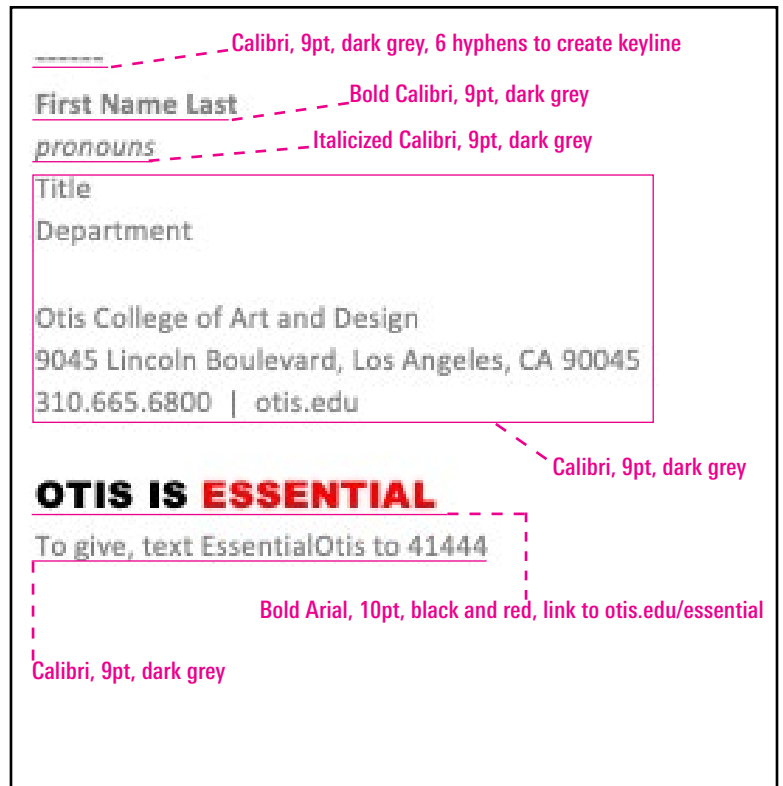 Calibri, 9pt, dark grey, 6 hyphens to create keyline
------
Bold Calibri, 9pt, dark grey
First Name Last
Italicized Calibri, 9pt, dark grey
pronouns
Title
Department
Otis College of Art and Design
9045 Lincoln Boulevard, Los Angeles, CA 90045
310.665.6800 | otis.edu
Calibri, 9pt, dark grey
OTIS IS ESSENTIAL
To give, text EssentialOtis to 41444
Bold Arial, 10pt, black and red, link to otis.edu/essential
Calibri, 9pt, dark grey